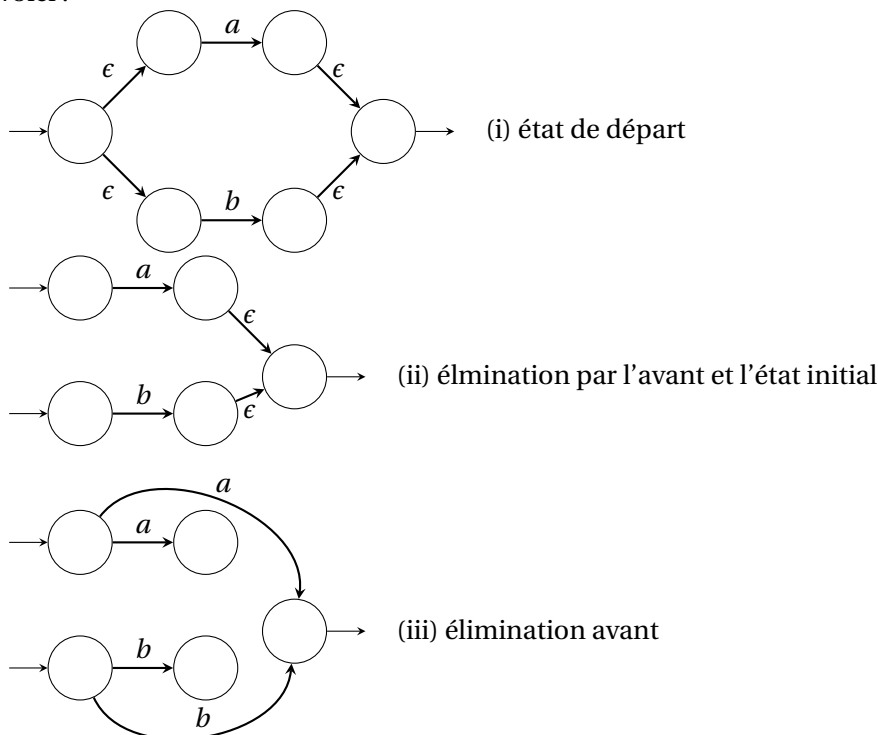 a
ϵ
ϵ
(i) état de départ
ϵ
ϵ
b
a
ϵ
(ii) élmination par l'avant et l'état initial
b
ϵ
a
a
(iii) élimination avant
b
b